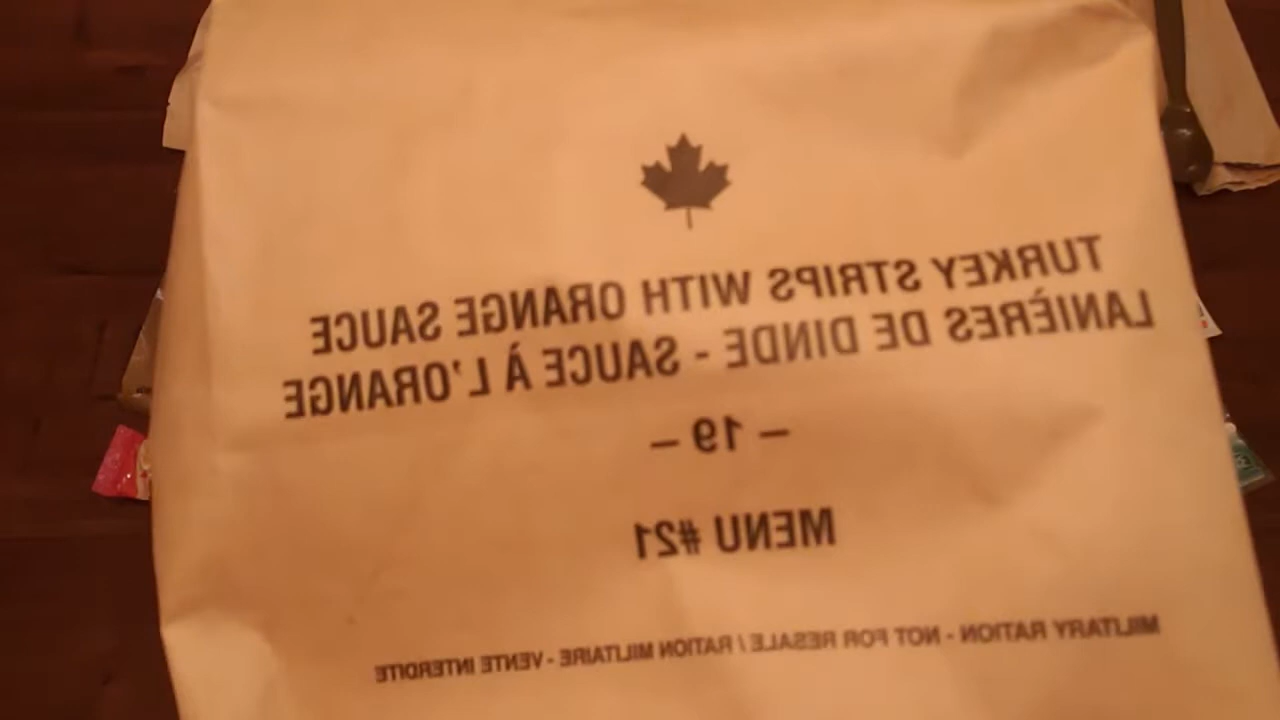 TURKEY STRIPS WITH ORANGE SAUCE
LANIÈRES DE DINDE - SAUCE À L'ORANGE
– 19 –
MENU #21
MILITARY RATION - NOT FOR RESALE / RATION MILITAIRE - VENTE INTERDITE